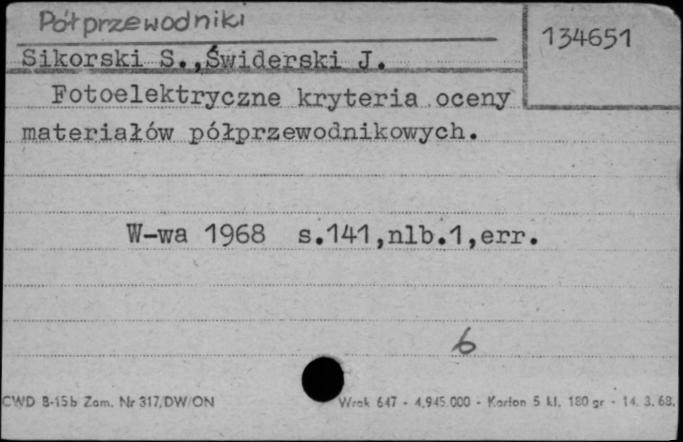 Półprzewodniki
134651
Sikorski S.,Świderski J.
Fotoelektryczne kryteria oceny
materiałów półprzewodnikowych.
W-wa 1968 s.141,nlb.1,err.
6
CWD B-15b Zam. Nr 317,DW/ON Wrak 647 - 4.945.000 - Karton 5 kl. 180 gr - 14. 3. 68.